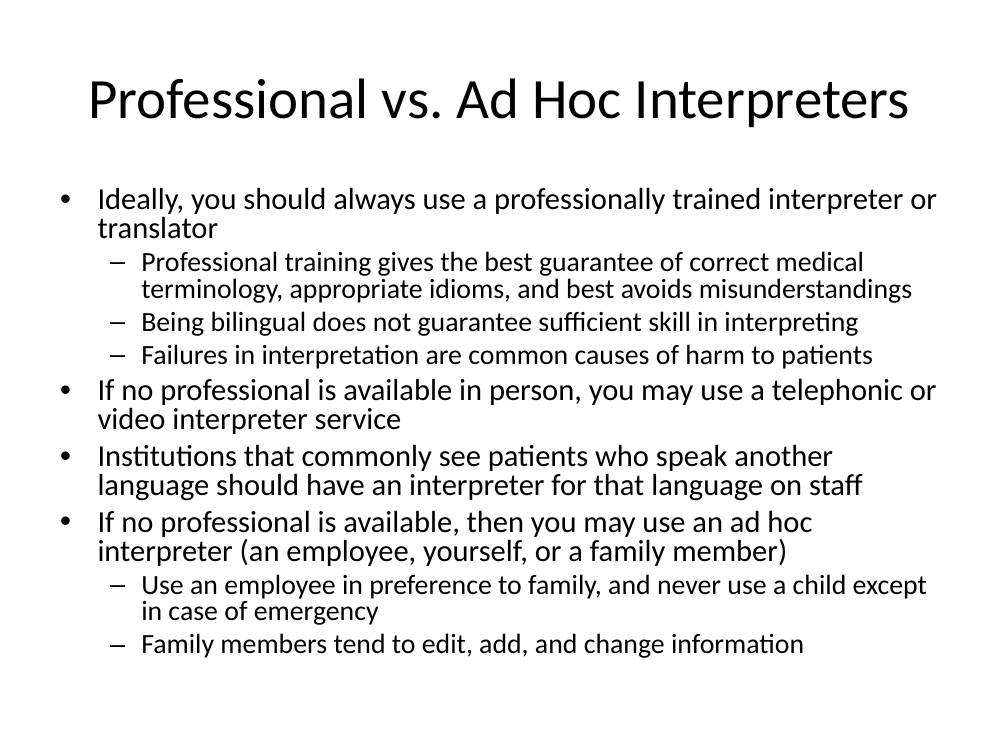 Professional vs. Ad Hoc Interpreters
• Ideally, you should always use a professionally trained interpreter or
translator
– Professional training gives the best guarantee of correct medical
terminology, appropriate idioms, and best avoids misunderstandings
– Being bilingual does not guarantee sufficient skill in interpreting
– Failures in interpretation are common causes of harm to patients
• If no professional is available in person, you may use a telephonic or
video interpreter service
• Institutions that commonly see patients who speak another
language should have an interpreter for that language on staff
• If no professional is available, then you may use an ad hoc
interpreter (an employee, yourself, or a family member)
– Use an employee in preference to family, and never use a child except
in case of emergency
– Family members tend to edit, add, and change information